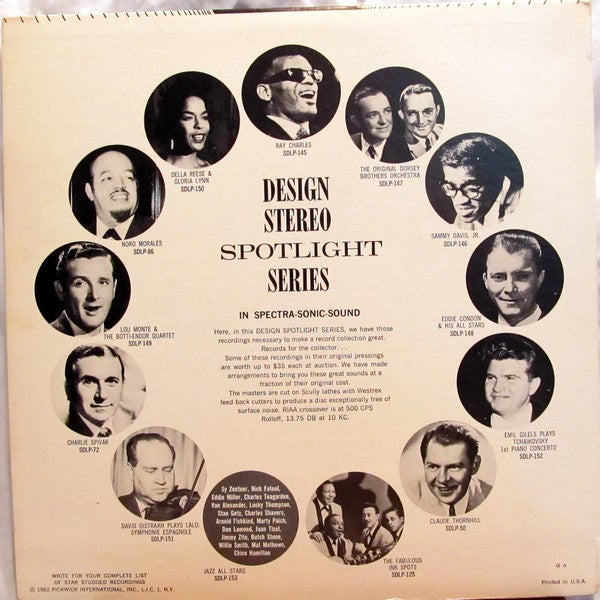 RAY CHARLES
SDLP-145
DELLA REESE &
GLORIA LYNN
SDLP-150
THE ORIGINAL DORSEY
BROTHERS ORCHESTRA
SDLP-147
NORO MORALES
SDLP-86
SAMMY DAVIS, JR.
SDLP-146
LOU MONTE &
THE BOTTI-ENDOR QUARTET
SDLP-149
EDDIE CONDON
& HIS ALL STARS
SDLP-148
CHARLIE SPIVAK
SDLP-72
EMIL GILELS PLAYS
TCHAIKOVSKY
1st PIANO CONCERTO
SDLP-152
DAVID OISTRAKH PLAYS LALO:
SYMPHONIE ESPAGNOLE
SDLP-151
CLAUDE THORNHILL
SDLP-50
DESIGN
STEREO
SPOTLIGHT
SERIES
IN SPECTRA-SONIC-SOUND
Here, in this DESIGN SPOTLIGHT SERIES, we have those
recordings necessary to make a record collection great.
Records for the collector . . .
Some of these recordings in their original pressings
are worth up to $35 each at auction. We have made
arrangements to bring you these great sounds at a
fraction of their original cost.
The masters are cut on Scully lathes with Westrex
feed back cutters to produce a disc exceptionally free of
surface noise. RIAA crossover is at 500 CPS
Rolloff, 13.75 DB at 10 KC.
Sy Zentner, Nick Fatool,
Eddie Miller, Charles Teagarden,
Van Alexander, Lucky Thompson,
Stan Getz, Charles Shavers,
Arnold Fishkind, Marty Paich,
Don Lamond, Juan Tizol,
Jimmy Zito, Butch Stone,
Willie Smith, Mat Mathews,
Chico Hamilton
JAZZ ALL STARS
SDLP-153
THE FABULOUS
INK SPOTS
SDLP-125
WRITE FOR YOUR COMPLETE LIST
OF STAR STUDDED RECORDINGS
© 1962 PICKWICK INTERNATIONAL, INC., L.I.C. 1, N.Y.
G A
Printed in U.S.A.